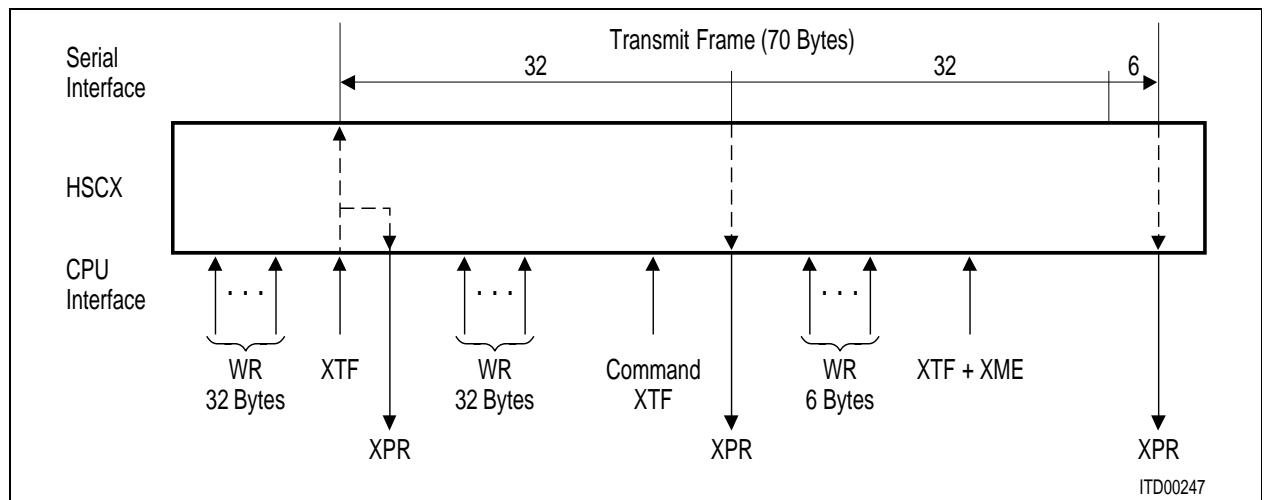 Transmit Frame (70 Bytes)
Serial
Interface
32
32
6
HSCX
CPU
Interface
. . .
. . .
. . .
WR
32 Bytes
XTF
WR
32 Bytes
Command
XTF
WR
6 Bytes
XTF + XME
XPR
XPR
XPR
ITD00247